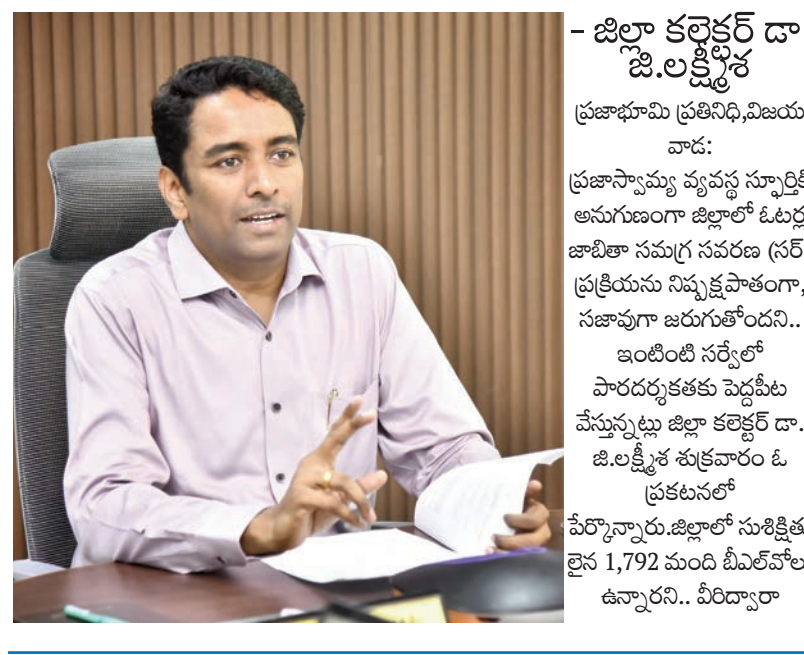 – జిల్లా కలెక్టర్ డా
జి.లక్ష్మీశ
ప్రజాభూమి ప్రతినిధి,విజయ
వాడ:
ప్రజాస్వామ్య వ్యవస్థ స్ఫూర్తికి
అనుగుణంగా జిల్లాలో ఓటర్ల
జాబితా సమగ్ర సవరణ (సర్
ప్రక్రియను నిష్పక్షపాతంగా,
సజావుగా జరుగుతోందని..
ఇంటింటి సర్వేలో
పారదర్శకతకు పెద్దపీట
వేస్తున్నట్లు జిల్లా కలెక్టర్ డా.
జి.లక్ష్మీశ శుక్రవారం ఓ
ప్రకటనలో
పేర్కొన్నారు.జిల్లాలో సుశిక్షితు
లైన 1,792 మంది బీఎల్‌వోల
ఉన్నారని.. వీరిద్వారా